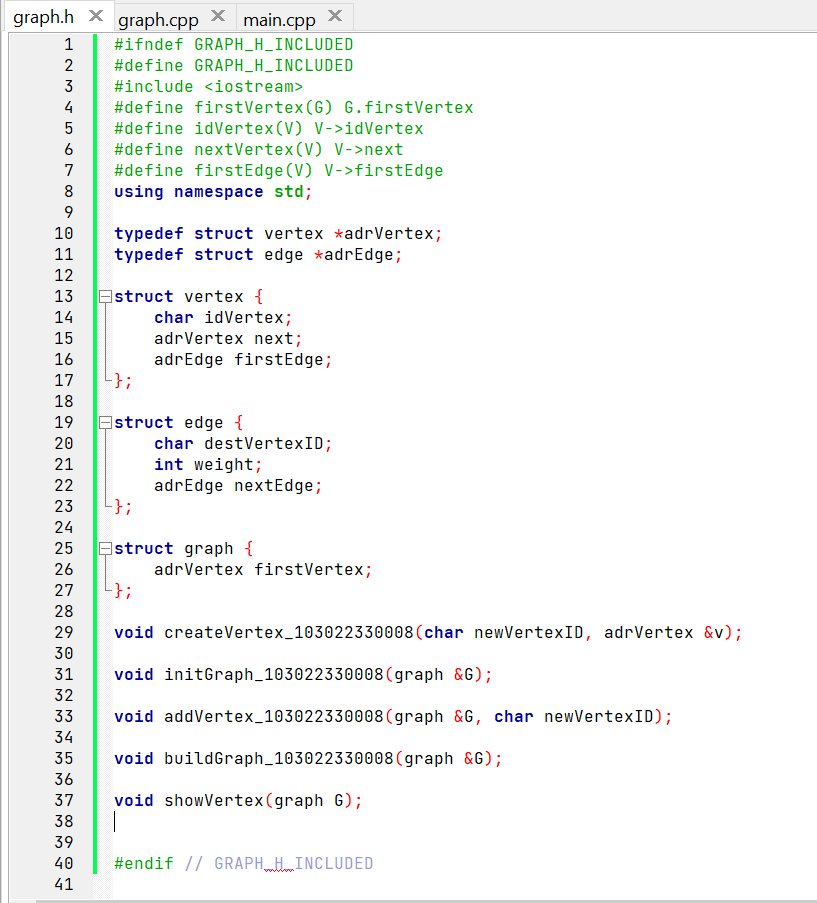 graph.h × graph.cpp × main.cpp ×
1 #ifndef GRAPH_H_INCLUDED
2 #define GRAPH_H_INCLUDED
3 #include <iostream>
4 #define firstVertex(G) G.firstVertex
5 #define idVertex(V) V->idVertex
6 #define nextVertex(V) V->next
7 #define firstEdge(V) V->firstEdge
8 using namespace std;
9
10 typedef struct vertex *adrVertex;
11 typedef struct edge *adrEdge;
12
13 struct vertex {
14     char idVertex;
15     adrVertex next;
16     adrEdge firstEdge;
17 };
18
19 struct edge {
20     char destVertexID;
21     int weight;
22     adrEdge nextEdge;
23 };
24
25 struct graph {
26     adrVertex firstVertex;
27 };
28
29 void createVertex_103022330008(char newVertexID, adrVertex &v);
30
31 void initGraph_103022330008(graph &G);
32
33 void addVertex_103022330008(graph &G, char newVertexID);
34
35 void buildGraph_103022330008(graph &G);
36
37 void showVertex(graph G);
38
39
40 #endif // GRAPH_H_INCLUDED
41